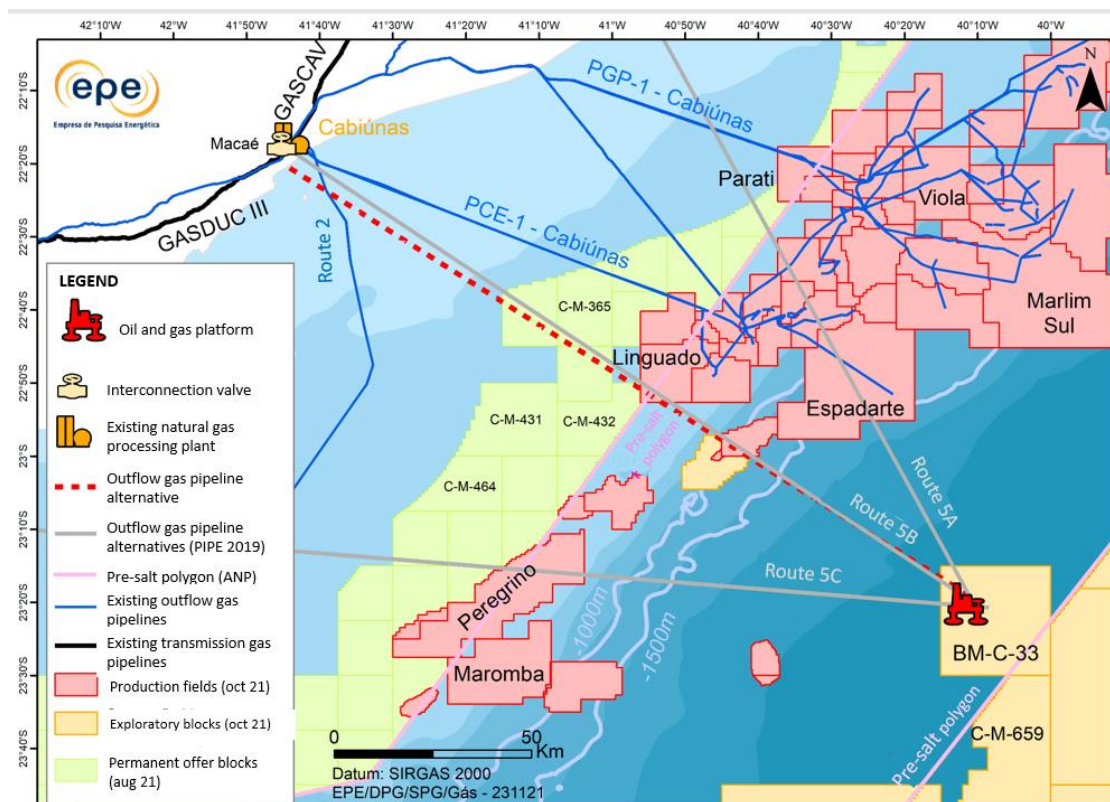 42°10'W
42°0'W
41°50'W
41°40'W
41°30'W
41°20'W
41°10'W
41°0'W
40°50'W
40°40'W
40°30'W
40°20'W
40°10'W
40°0'W
22°10'S
22°20'S
22°30'S
22°40'S
22°50'S
23°S
23°10'S
23°20'S
23°30'S
23°40'S
epe
Empresa de Pesquisa Energética
GASCAV
Macaé
Cabiúnas
GASDUC III
Route 2
PGP-1 - Cabiúnas
PCE-1 - Cabiúnas
N
Parati
Viola
Marlim
Sul
C-M-365
Linguado
Espadarte
C-M-431
C-M-432
C-M-464
Pre-salt
polygon
Route 5A
Route 5B
Route 5C
Peregrino
Maromba
-1000m
-1500m
BM-C-33
C-M-659
Pre-salt polygon
LEGEND
Oil and gas platform
Interconnection valve
Existing natural gas
processing plant
Outflow gas pipeline
alternative
Outflow gas pipeline
alternatives (PIPE 2019)
Pre-salt polygon (ANP)
Existing outflow gas
pipelines
Existing transmission gas
pipelines
Production fields (oct 21)
Exploratory blocks (oct 21)
Permanent offer blocks
(aug 21)
0
50
Km
Datum: SIRGAS 2000
EPE/DPG/SPG/Gás - 231121